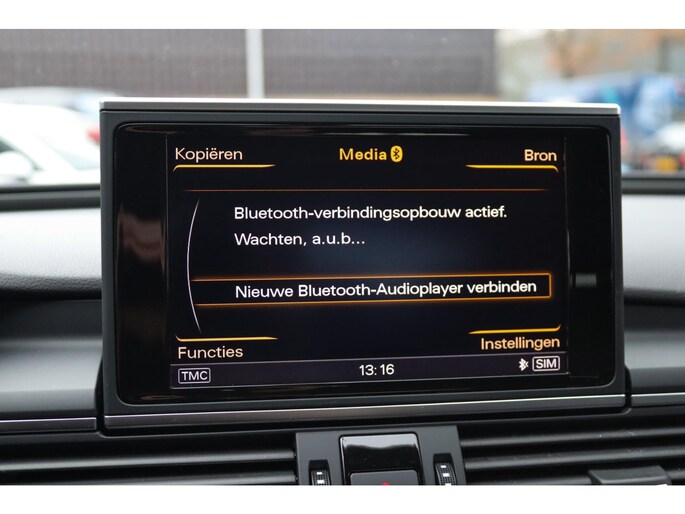 Kopiëren Media Bron
Bluetooth-verbindingsopbouw actief.
Wachten, a.u.b...
Nieuwe Bluetooth-Audioplayer verbinden
Functies Instellingen
TMC 13:16 SIM